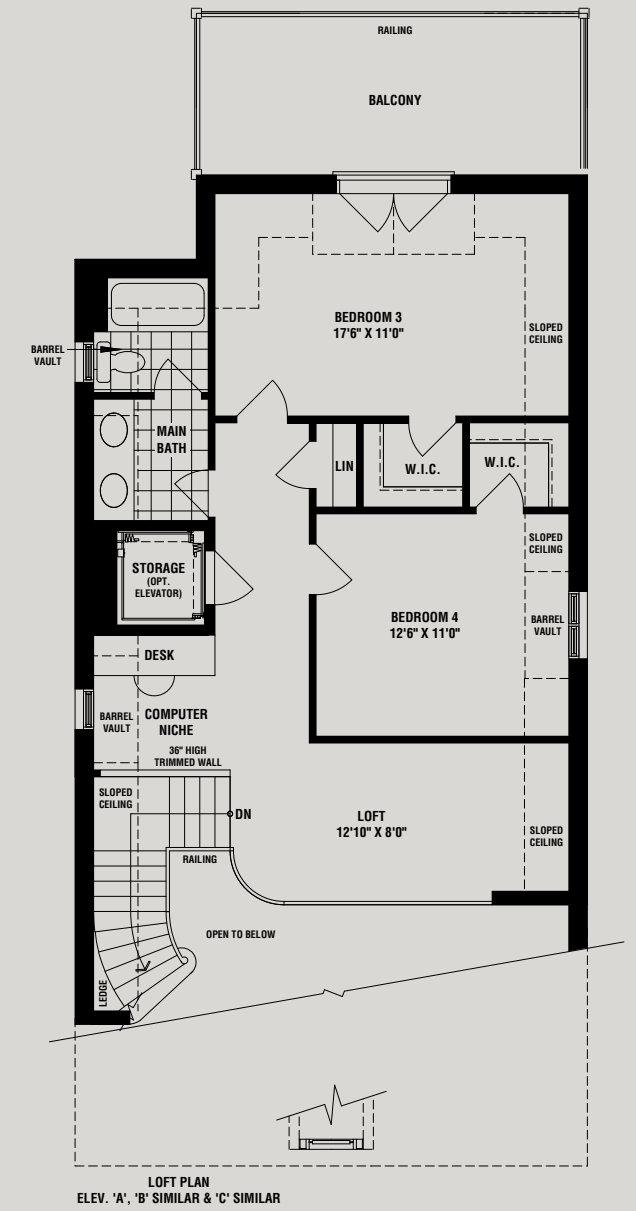 RAILING
BALCONY
BEDROOM 3
17'6" X 11'0"
SLOPED
CEILING
BARREL
VAULT
MAIN
BATH
LIN
W.I.C.
W.I.C.
STORAGE
(OPT.
ELEVATOR)
SLOPED
CEILING
BEDROOM 4
12'6" X 11'0"
BARREL
VAULT
DESK
BARREL
VAULT
COMPUTER
NICHE
36" HIGH
TRIMMED WALL
SLOPED
CEILING
DN
LOFT
12'10" X 8'0"
SLOPED
CEILING
RAILING
OPEN TO BELOW
LEDGE
LOFT PLAN
ELEV. 'A', 'B' SIMILAR & 'C' SIMILAR